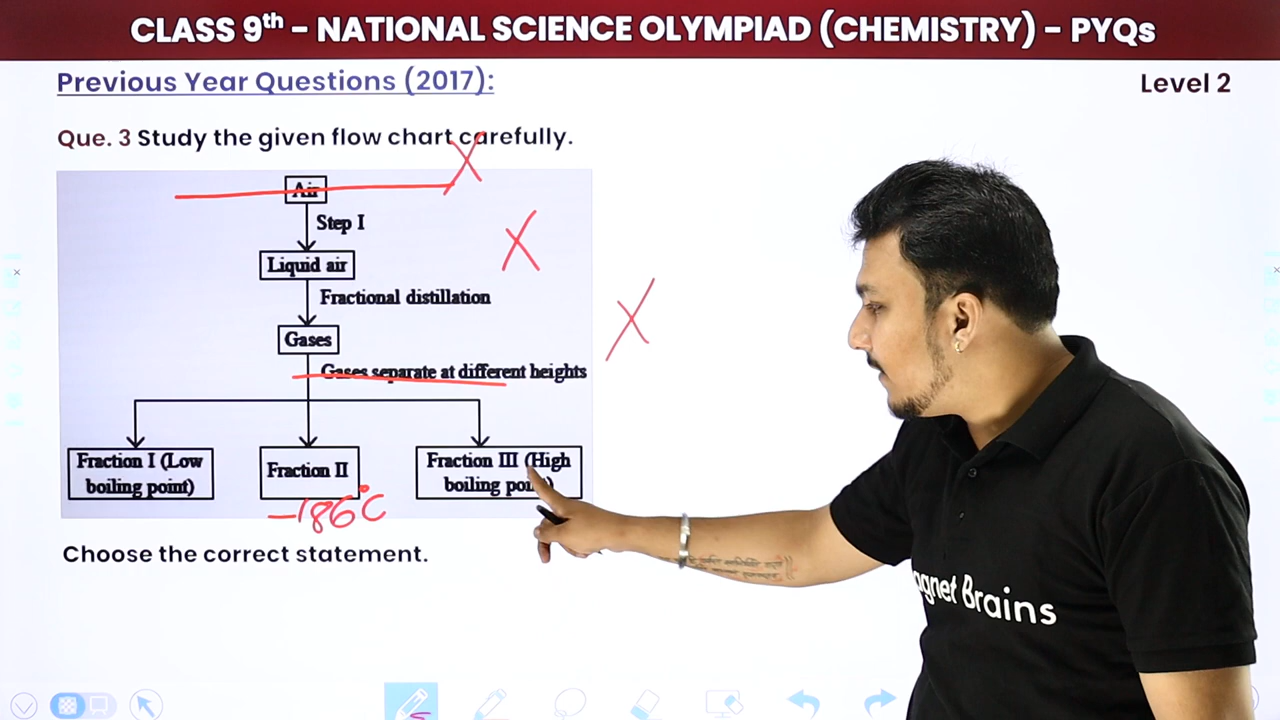 CLASS 9th - NATIONAL SCIENCE OLYMPIAD (CHEMISTRY) - PYQs
Previous Year Questions (2017):
Level 2
Que. 3 Study the given flow chart carefully.
Air
Step I
Liquid air
Fractional distillation
Gases
Gases separate at different heights
Fraction I (Low
boiling point)
Fraction II
Fraction III (High
boiling
-186°C
Choose the correct statement.
Brains